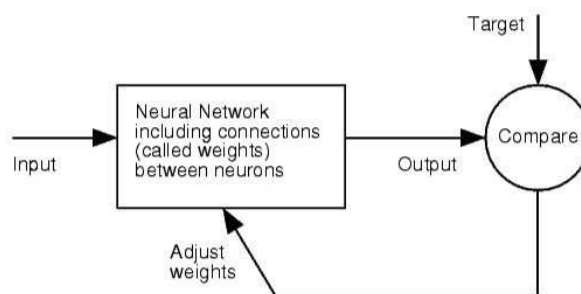 Target
Neural Network
including connections
(called weights)
between neurons
Compare
Input
Output
Adjust
weights